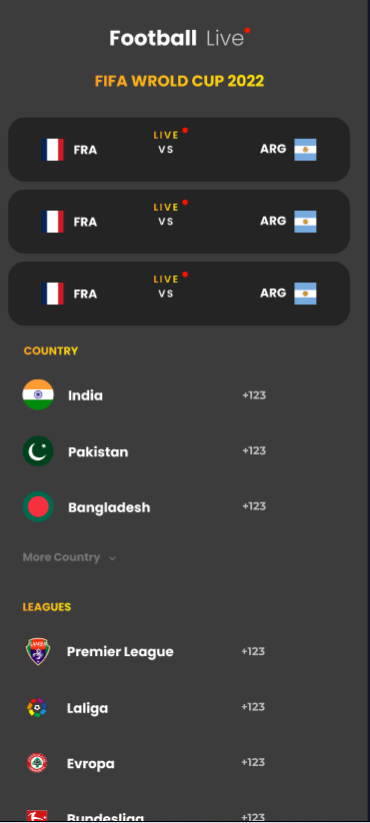 Football Live
FIFA WROLD CUP 2022
LIVE
FRA VS ARG
LIVE
FRA VS ARG
LIVE
FRA VS ARG
COUNTRY
India +123
Pakistan +123
Bangladesh +123
More Country
LEAGUES
Premier League +123
Laliga +123
Evropa +123
Bundesliga +123